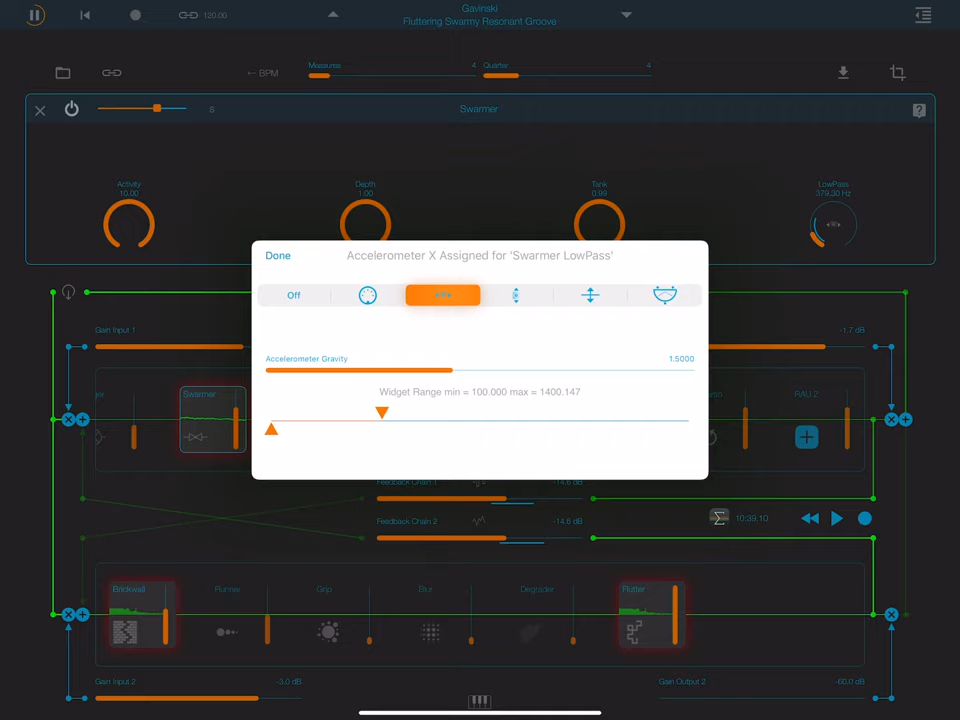 Gavinski
120.00
Fluttering Swarmy Resonant Groove
← BPM
Measures 4
Quarter 4
S
Swarmer
Activity
10.00
Depth
1.00
Tank
0.99
LowPass
379.30 Hz
Done
Accelerometer X Assigned for 'Swarmer LowPass'
Off
Accelerometer Gravity 1.5000
Widget Range min = 100.000 max = 1400.147
Gain Input 1
-1.7 dB
Swarmer
RAU 2
Feedback Chain 1 -14.6 dB
Feedback Chain 2 -14.6 dB
10:39.10
Brickwall
Runner
Grip
Blur
Degrader
Flutter
Gain Input 2 -3.0 dB
Gain Output 2 -60.0 dB